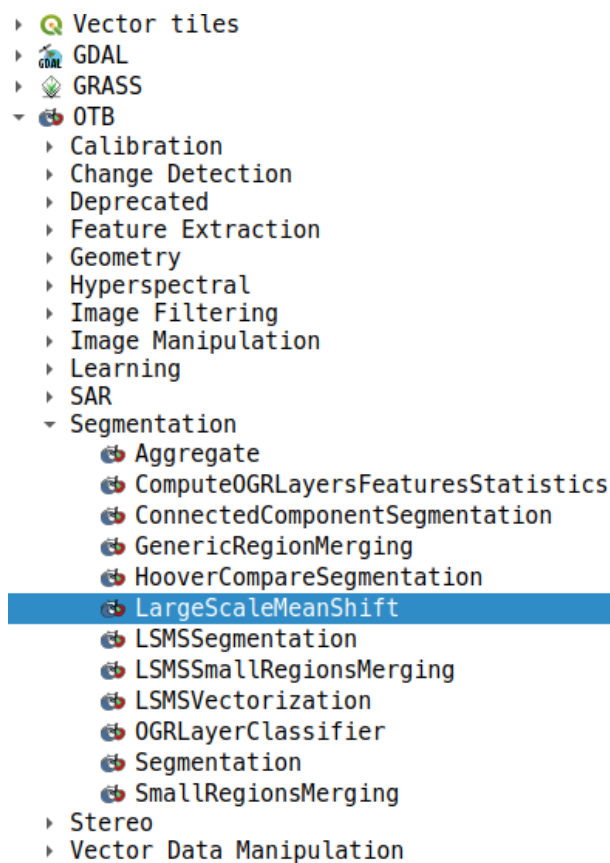 Vector tiles
GDAL
GRASS
OTB
Calibration
Change Detection
Deprecated
Feature Extraction
Geometry
Hyperspectral
Image Filtering
Image Manipulation
Learning
SAR
Segmentation
Aggregate
ComputeOGRLayersFeaturesStatistics
ConnectedComponentSegmentation
GenericRegionMerging
HooverCompareSegmentation
LargeScaleMeanShift
LSMSSegmentation
LSMSSmallRegionsMerging
LSMSVectorization
OGRLayerClassifier
Segmentation
SmallRegionsMerging
Stereo
Vector Data Manipulation